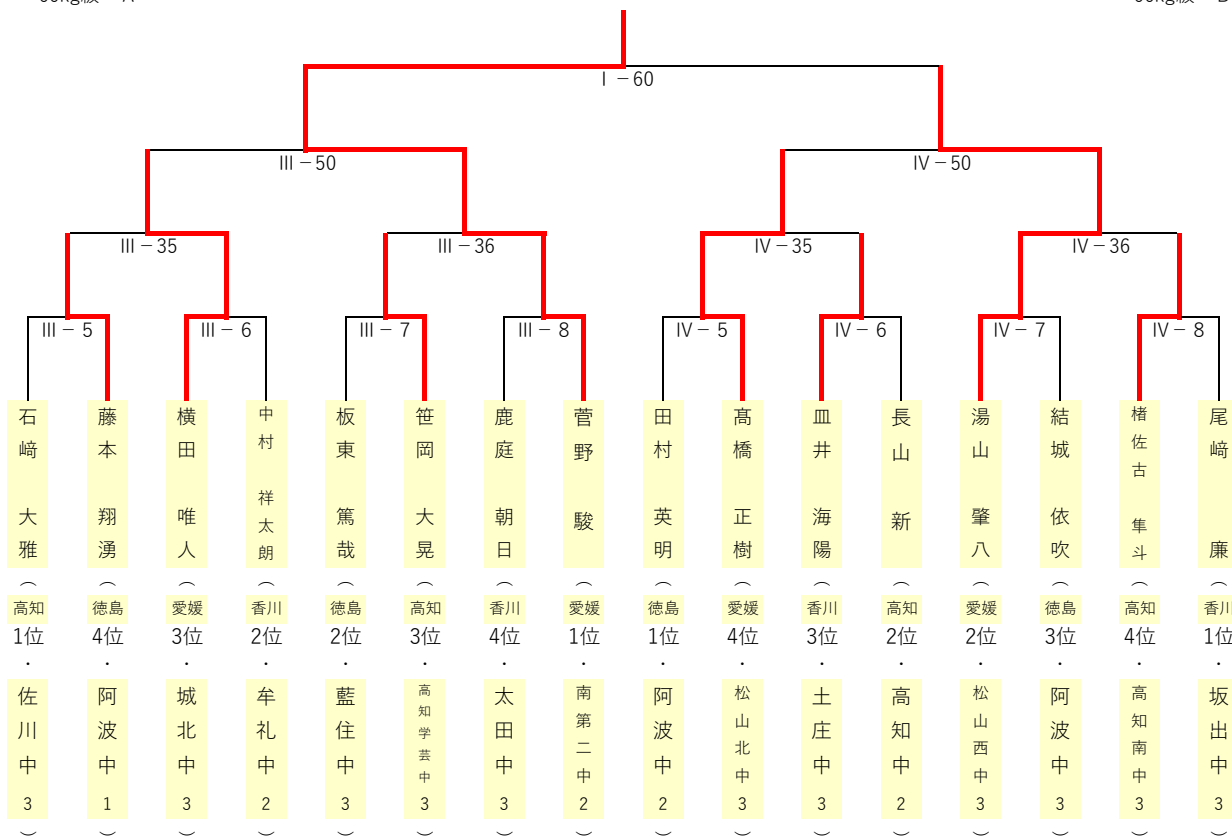 Ⅰ－60
Ⅲ－50
Ⅳ－50
Ⅲ－35
Ⅲ－36
Ⅳ－35
Ⅳ－36
Ⅲ－5
Ⅲ－6
Ⅲ－7
Ⅲ－8
Ⅳ－5
Ⅳ－6
Ⅳ－7
Ⅳ－8
石﨑 大雅（高知1位・佐川中3）
藤本 翔湧（徳島4位・阿波中1）
横田 唯人（愛媛3位・城北中3）
中村 祥太朗（香川2位・牟礼中2）
板東 篤哉（徳島2位・藍住中3）
笹岡 大晃（高知3位・高知学芸中3）
鹿庭 朝日（香川4位・太田中3）
菅野 駿（愛媛1位・南第二中2）
田村 英明（徳島1位・阿波中2）
髙橋 正樹（愛媛4位・松山北中3）
皿井 海陽（香川3位・土庄中3）
長山 新（高知2位・高知中2）
湯山 肇八（愛媛2位・松山西中3）
結城 依吹（徳島3位・阿波中3）
楮佐古 隼斗（高知4位・高知南中3）
尾﨑 廉（香川1位・坂出中3）